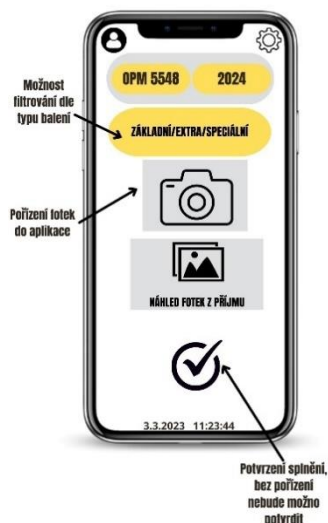 OPM 5548 2024
Možnost
filtrování dle
typu balení
ZÁKLADNÍ/EXTRA/SPECIÁLNÍ
Pořízení fotek
do aplikace
NÁHLED FOTEK Z PŘÍJMU
3.3.2023 11:23:44
Potvrzení splnění,
bez pořízení
nebude možno
potvrdit